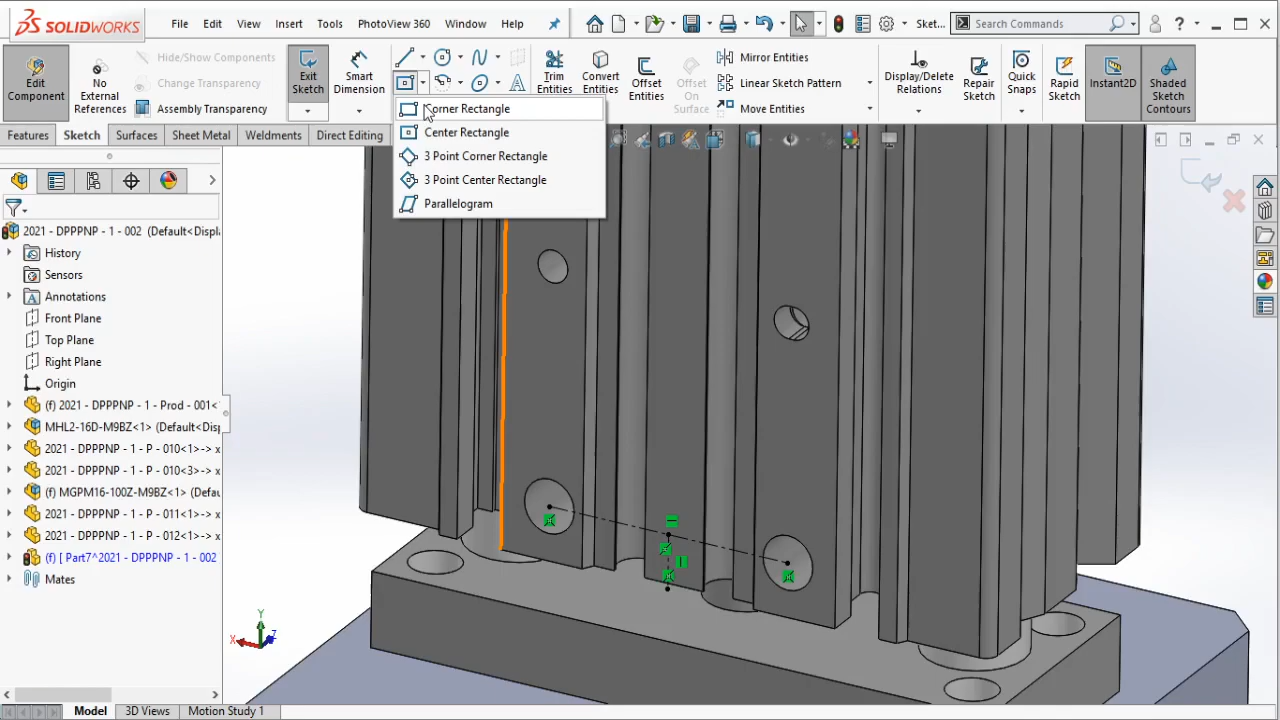 SOLIDWORKS
File
Edit
View
Insert
Tools
PhotoView 360
Window
Help
Sket...
Search Commands
Edit Component
No External References
Hide/Show Components
Change Transparency
Assembly Transparency
Exit Sketch
Smart Dimension
Trim Entities
Convert Entities
Offset Entities
Offset On Surface
Mirror Entities
Linear Sketch Pattern
Move Entities
Display/Delete Relations
Repair Sketch
Quick Snaps
Rapid Sketch
Instant2D
Shaded Sketch Contours
Corner Rectangle
Center Rectangle
3 Point Corner Rectangle
3 Point Center Rectangle
Parallelogram
Features
Sketch
Surfaces
Sheet Metal
Weldments
Direct Editing
2021 - DPPPNP - 1 - 002 (Default<Displ
History
Sensors
Annotations
Front Plane
Top Plane
Right Plane
Origin
(f) 2021 - DPPPNP - 1 - Prod - 001<
MHL2-16D-M9BZ<1> (Default<Disp
2021 - DPPPNP - 1 - P - 010<1>-> x
2021 - DPPPNP - 1 - P - 010<3>-> x
(f) MGPM16-100Z-M9BZ<1> (Defau
2021 - DPPPNP - 1 - P - 011<1>-> x
2021 - DPPPNP - 1 - P - 012<1>-> x
(f) [ Part7^2021 - DPPPNP - 1 - 002
Mates
Y
X
Z
Model
3D Views
Motion Study 1